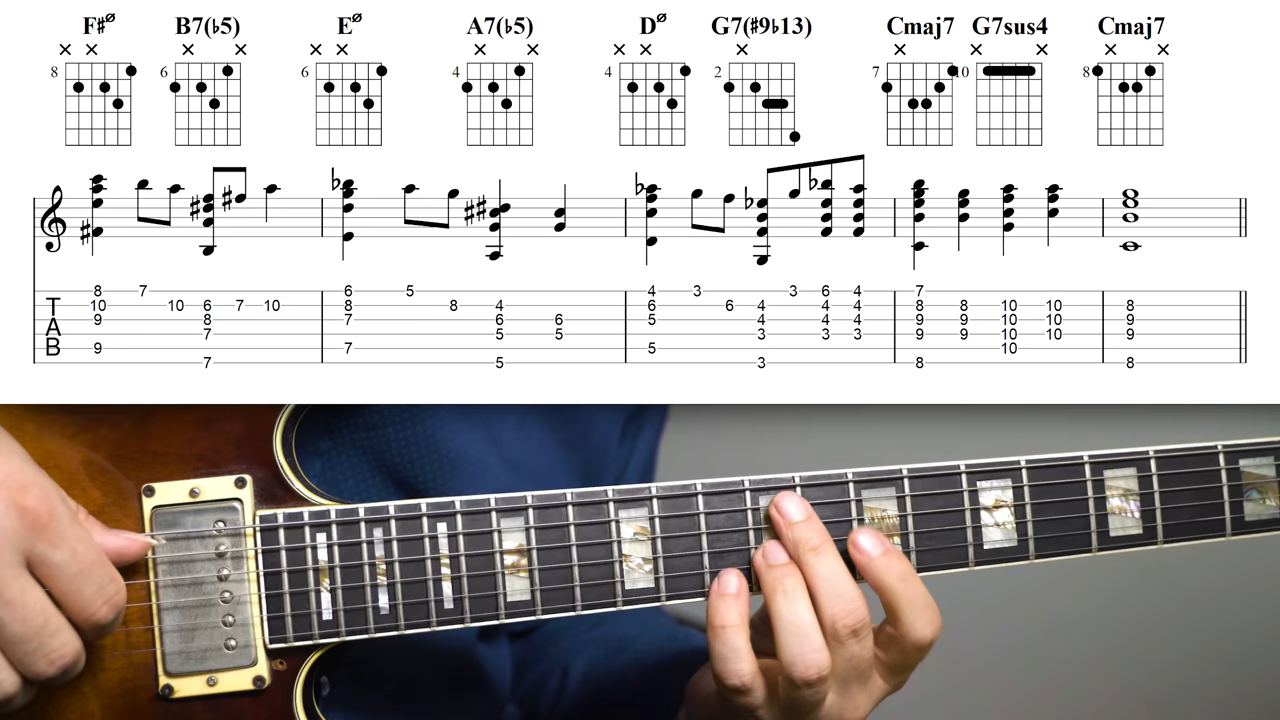 F#ø B7(♭5) Eø A7(♭5) Dø G7(#9♭13) Cmaj7 G7sus4 Cmaj7
× × × × × × × × × × × × × × × ×
8 6 6 4 4 2 7 10 8
8 7 6 5 4 3 3 6 4 7
T 10 10 6 7 10 8 8 4 6 6 4 4 4 8 8 10 10 8
A 9 8 7 6 6 5 4 4 4 9 9 10 10 9
7 5 5 3 3 3 9 9 10 10 9
B 9 7 5 10
7 5 3 8 8